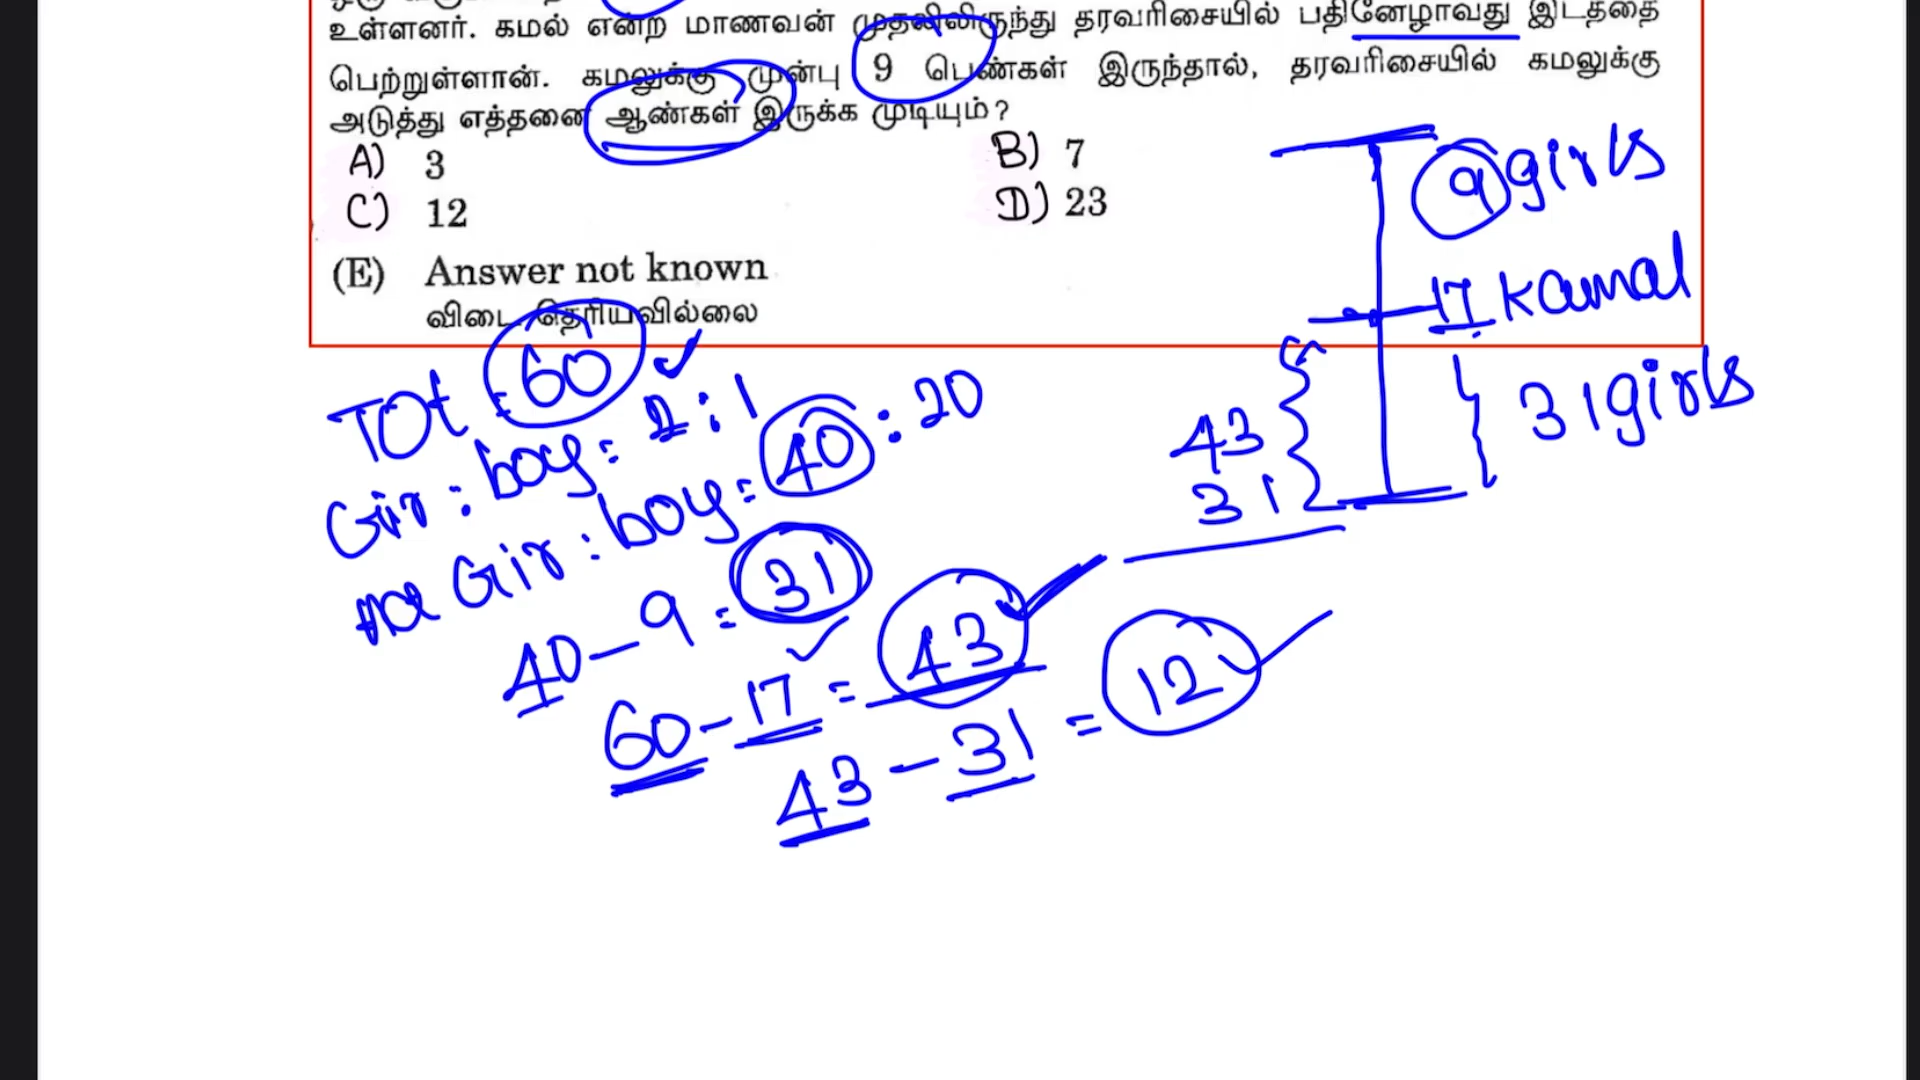 உள்ளனர். கமல் என்ற மாணவன் முதலிலிருந்து தரவரிசையில் பதினேழாவது இடத்தை
பெற்றுள்ளான். கமலுக்கு முன்பு 9 பெண்கள் இருந்தால், தரவரிசையில் கமலுக்கு
அடுத்து எத்தனை ஆண்கள் இருக்க முடியும்?
A) 3 B) 7
C) 12 D) 23
(E) Answer not known
விடை தெரியவில்லை
9 girls
17 kamal
31 girls
43
31
TOt = 60
Gir : boy = 2 : 1
Gir : boy = 40 : 20
40 - 9 = 31
60 - 17 = 43
43 - 31 = 12